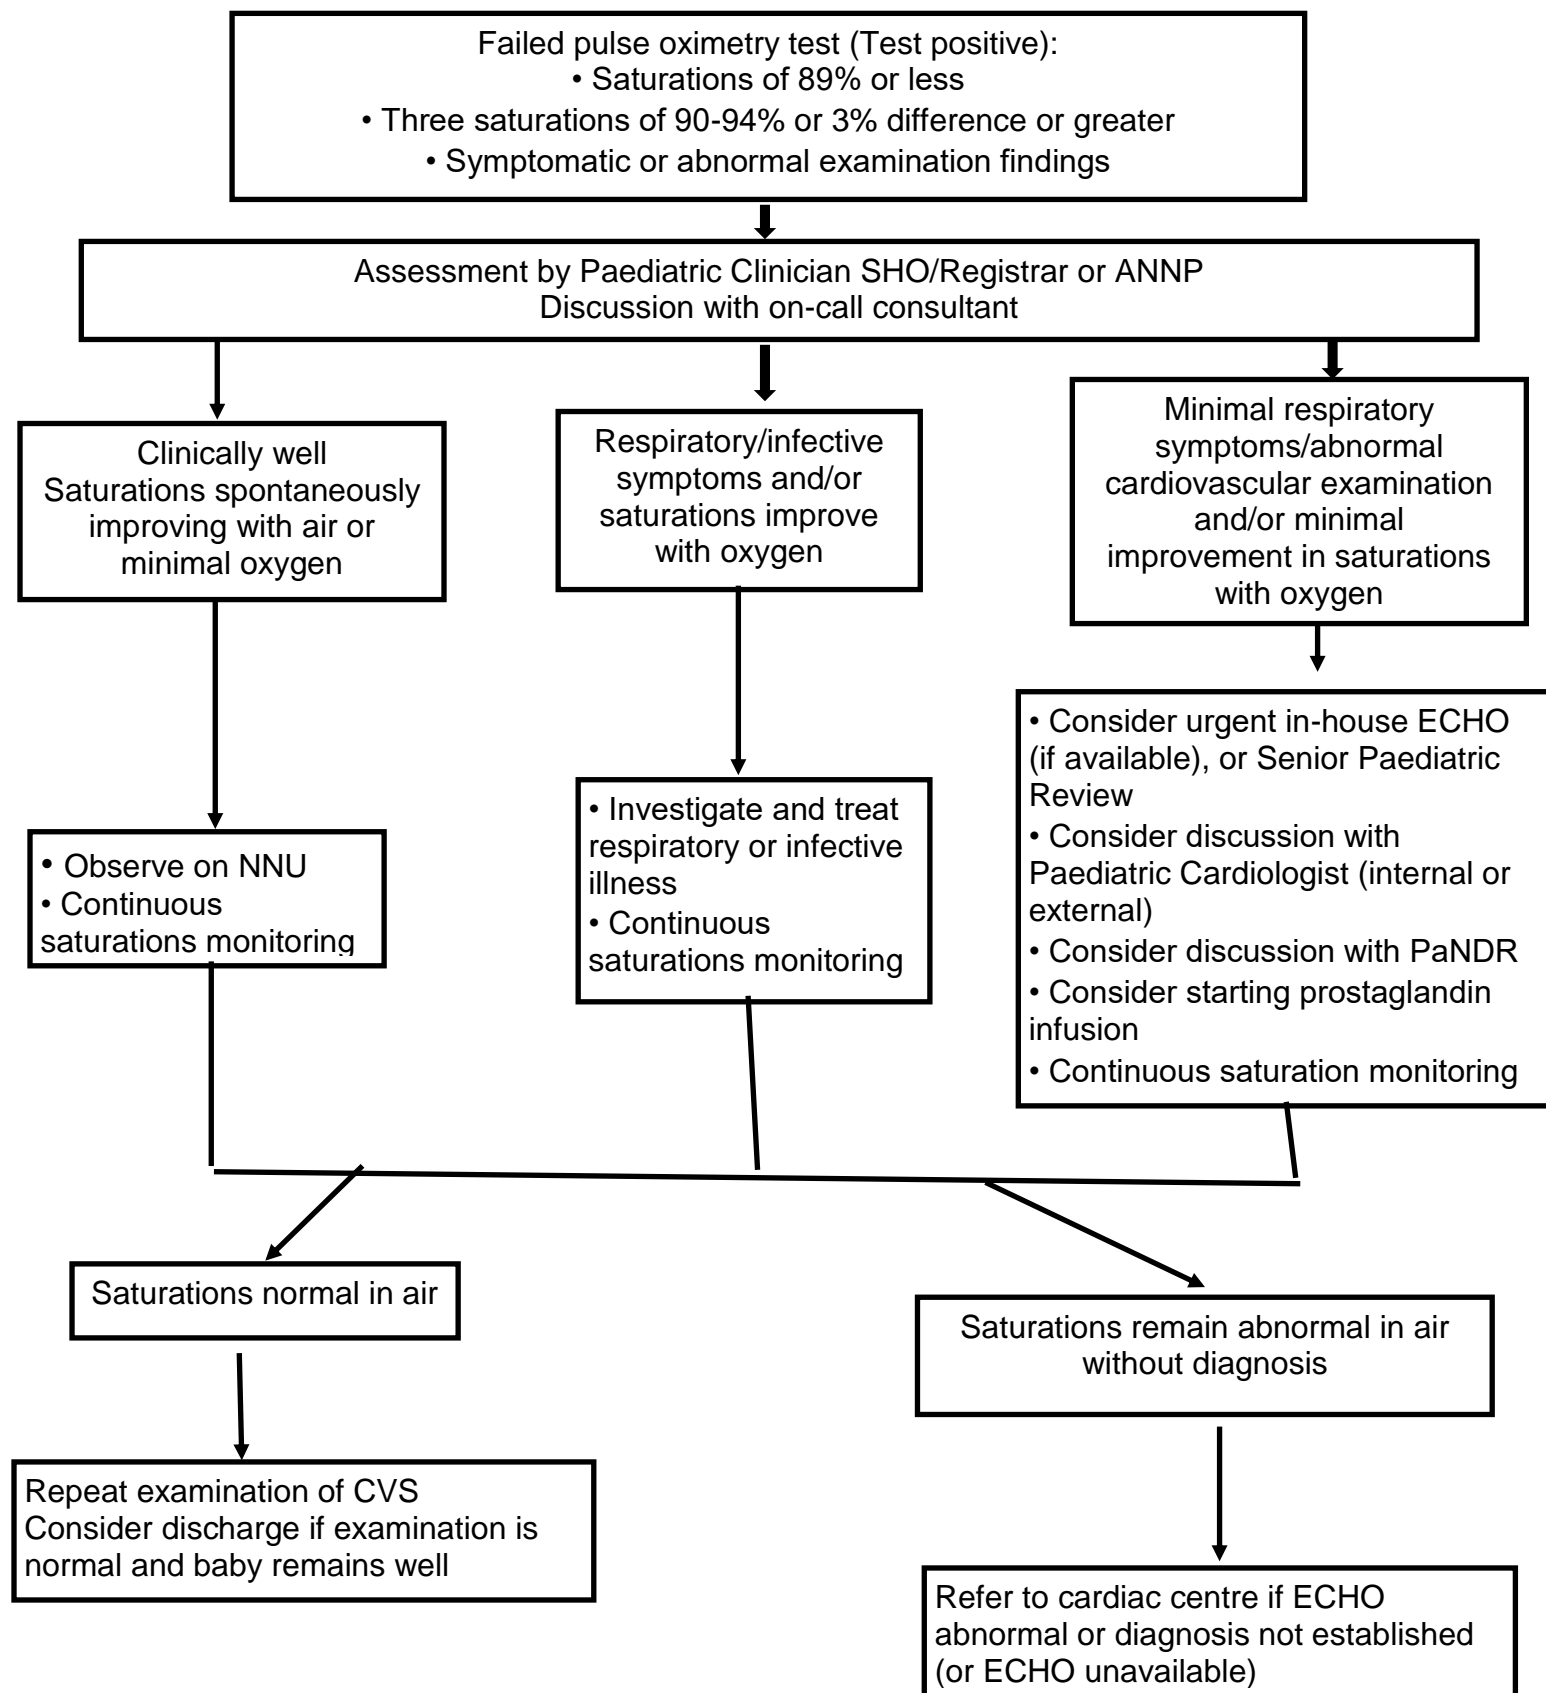 Failed pulse oximetry test (Test positive):
• Saturations of 89% or less
• Three saturations of 90-94% or 3% difference or greater
• Symptomatic or abnormal examination findings
Assessment by Paediatric Clinician SHO/Registrar or ANNP
Discussion with on-call consultant
Clinically well
Saturations spontaneously
improving with air or
minimal oxygen
Respiratory/infective
symptoms and/or
saturations improve
with oxygen
Minimal respiratory
symptoms/abnormal
cardiovascular examination
and/or minimal
improvement in saturations
with oxygen
• Observe on NNU
• Continuous
saturations monitoring
• Investigate and treat
respiratory or infective
illness
• Continuous
saturations monitoring
• Consider urgent in-house ECHO
(if available), or Senior Paediatric
Review
• Consider discussion with
Paediatric Cardiologist (internal or
external)
• Consider discussion with PaNDR
• Consider starting prostaglandin
infusion
• Continuous saturation monitoring
Saturations normal in air
Saturations remain abnormal in air
without diagnosis
Repeat examination of CVS
Consider discharge if examination is
normal and baby remains well
Refer to cardiac centre if ECHO
abnormal or diagnosis not established
(or ECHO unavailable)